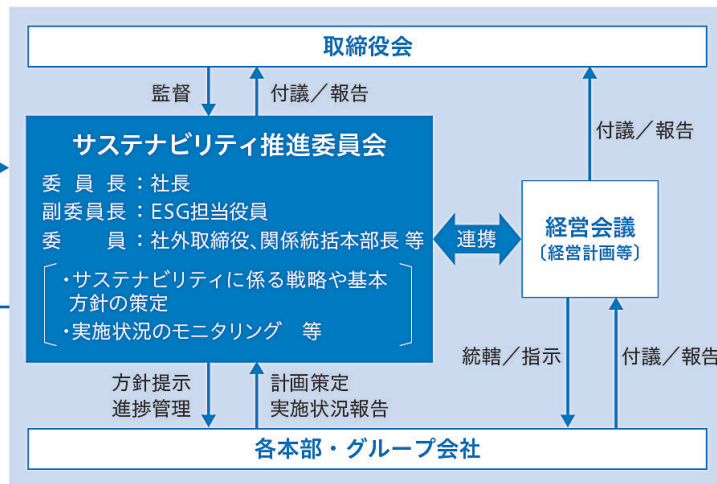 取締役会
監督
付議／報告
付議／報告
サステナビリティ推進委員会
委員長：社長
副委員長：ESG担当役員
委員：社外取締役、関係統括本部長 等
・サステナビリティに係る戦略や基本
方針の策定
・実施状況のモニタリング 等
連携
経営会議
〔経営計画等〕
方針提示
進捗管理
計画策定
実施状況報告
統轄／指示
付議／報告
各本部・グループ会社